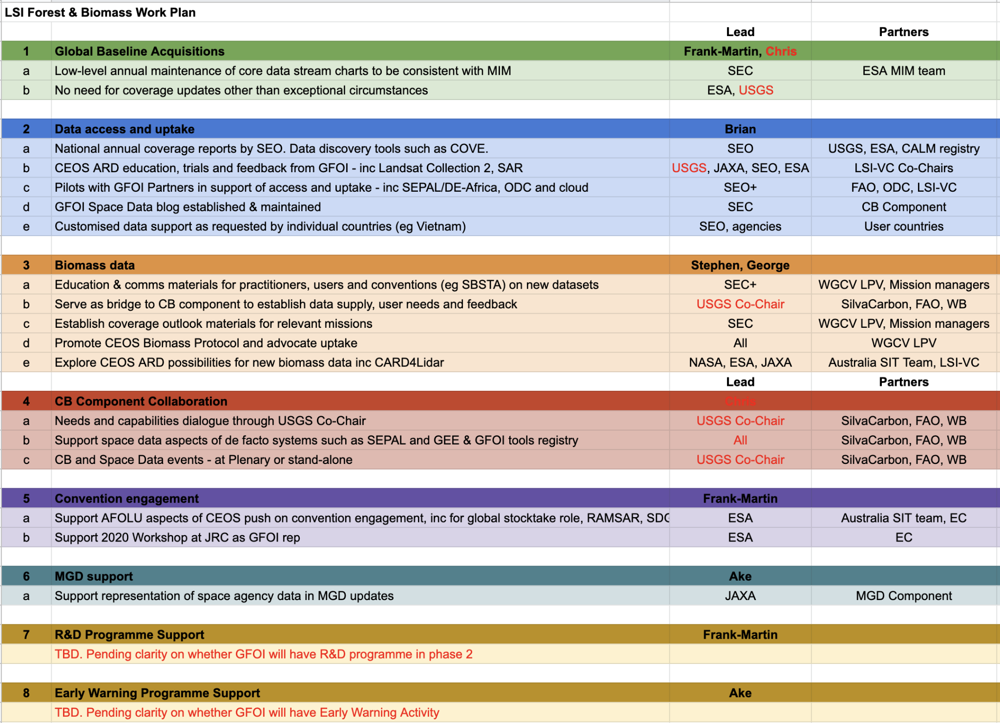 LSI Forest & Biomass Work Plan
Lead Partners
1 Global Baseline Acquisitions Frank-Martin, Chris
a Low-level annual maintenance of core data stream charts to be consistent with MIM SEC ESA MIM team
b No need for coverage updates other than exceptional circumstances ESA, USGS
2 Data access and uptake Brian
a National annual coverage reports by SEO. Data discovery tools such as COVE. SEO USGS, ESA, CALM registry
b CEOS ARD education, trials and feedback from GFOI - inc Landsat Collection 2, SAR USGS, JAXA, SEO, ESA LSI-VC Co-Chairs
c Pilots with GFOI Partners in support of access and uptake - inc SEPAL/DE-Africa, ODC and cloud SEO+ FAO, ODC, LSI-VC
d GFOI Space Data blog established & maintained SEC CB Component
e Customised data support as requested by individual countries (eg Vietnam) SEO, agencies User countries
3 Biomass data Stephen, George
a Education & comms materials for practitioners, users and conventions (eg SBSTA) on new datasets SEC+ WGCV LPV, Mission managers
b Serve as bridge to CB component to establish data supply, user needs and feedback USGS Co-Chair SilvaCarbon, FAO, WB
c Establish coverage outlook materials for relevant missions SEC WGCV LPV, Mission managers
d Promote CEOS Biomass Protocol and advocate uptake All WGCV LPV
e Explore CEOS ARD possibilities for new biomass data inc CARD4Lidar NASA, ESA, JAXA Australia SIT Team, LSI-VC
Lead Partners
4 CB Component Collaboration Chris
a Needs and capabilities dialogue through USGS Co-Chair USGS Co-Chair SilvaCarbon, FAO, WB
b Support space data aspects of de facto systems such as SEPAL and GEE & GFOI tools registry All SilvaCarbon, FAO, WB
c CB and Space Data events - at Plenary or stand-alone USGS Co-Chair SilvaCarbon, FAO, WB
5 Convention engagement Frank-Martin
a Support AFOLU aspects of CEOS push on convention engagement, inc for global stocktake role, RAMSAR, SDG ESA Australia SIT team, EC
b Support 2020 Workshop at JRC as GFOI rep ESA EC
6 MGD support Ake
a Support representation of space agency data in MGD updates JAXA MGD Component
7 R&D Programme Support Frank-Martin
TBD. Pending clarity on whether GFOI will have R&D programme in phase 2
8 Early Warning Programme Support Ake
TBD. Pending clarity on whether GFOI will have Early Warning Activity